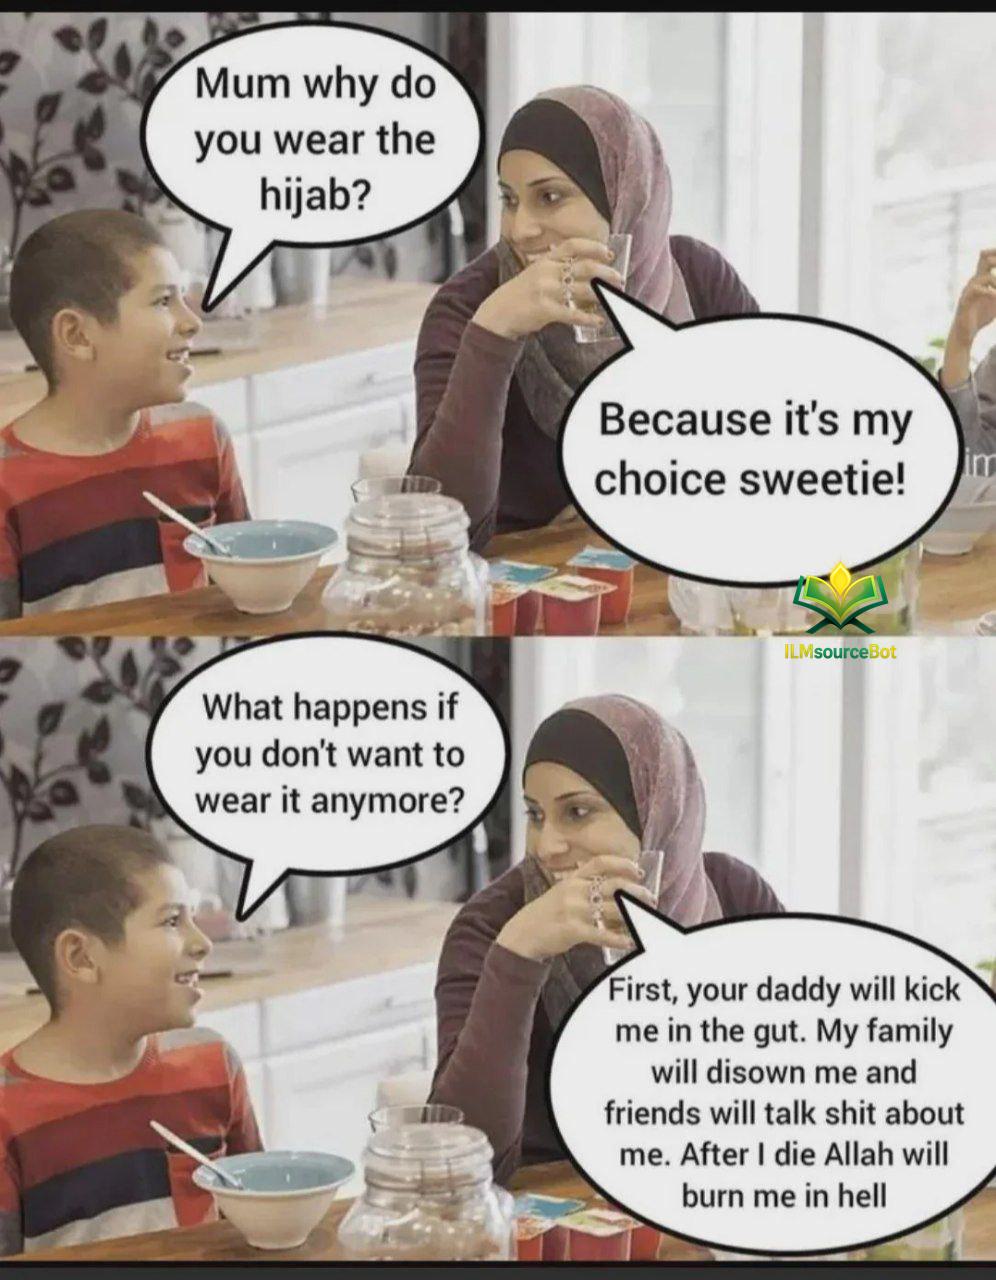 Mum why do
you wear the
hijab?
Because it's my
choice sweetie!
im
ILMsourceBot
What happens if
you don't want to
wear it anymore?
First, your daddy will kick
me in the gut. My family
will disown me and
friends will talk shit about
me. After I die Allah will
burn me in hell